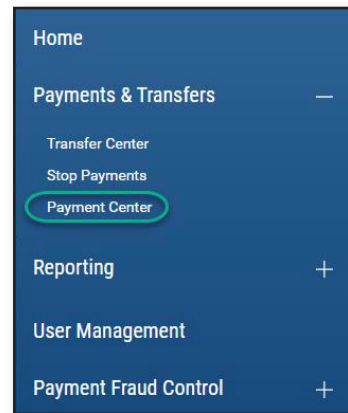 Home
Payments & Transfers
Transfer Center
Stop Payments
Payment Center
Reporting
User Management
Payment Fraud Control